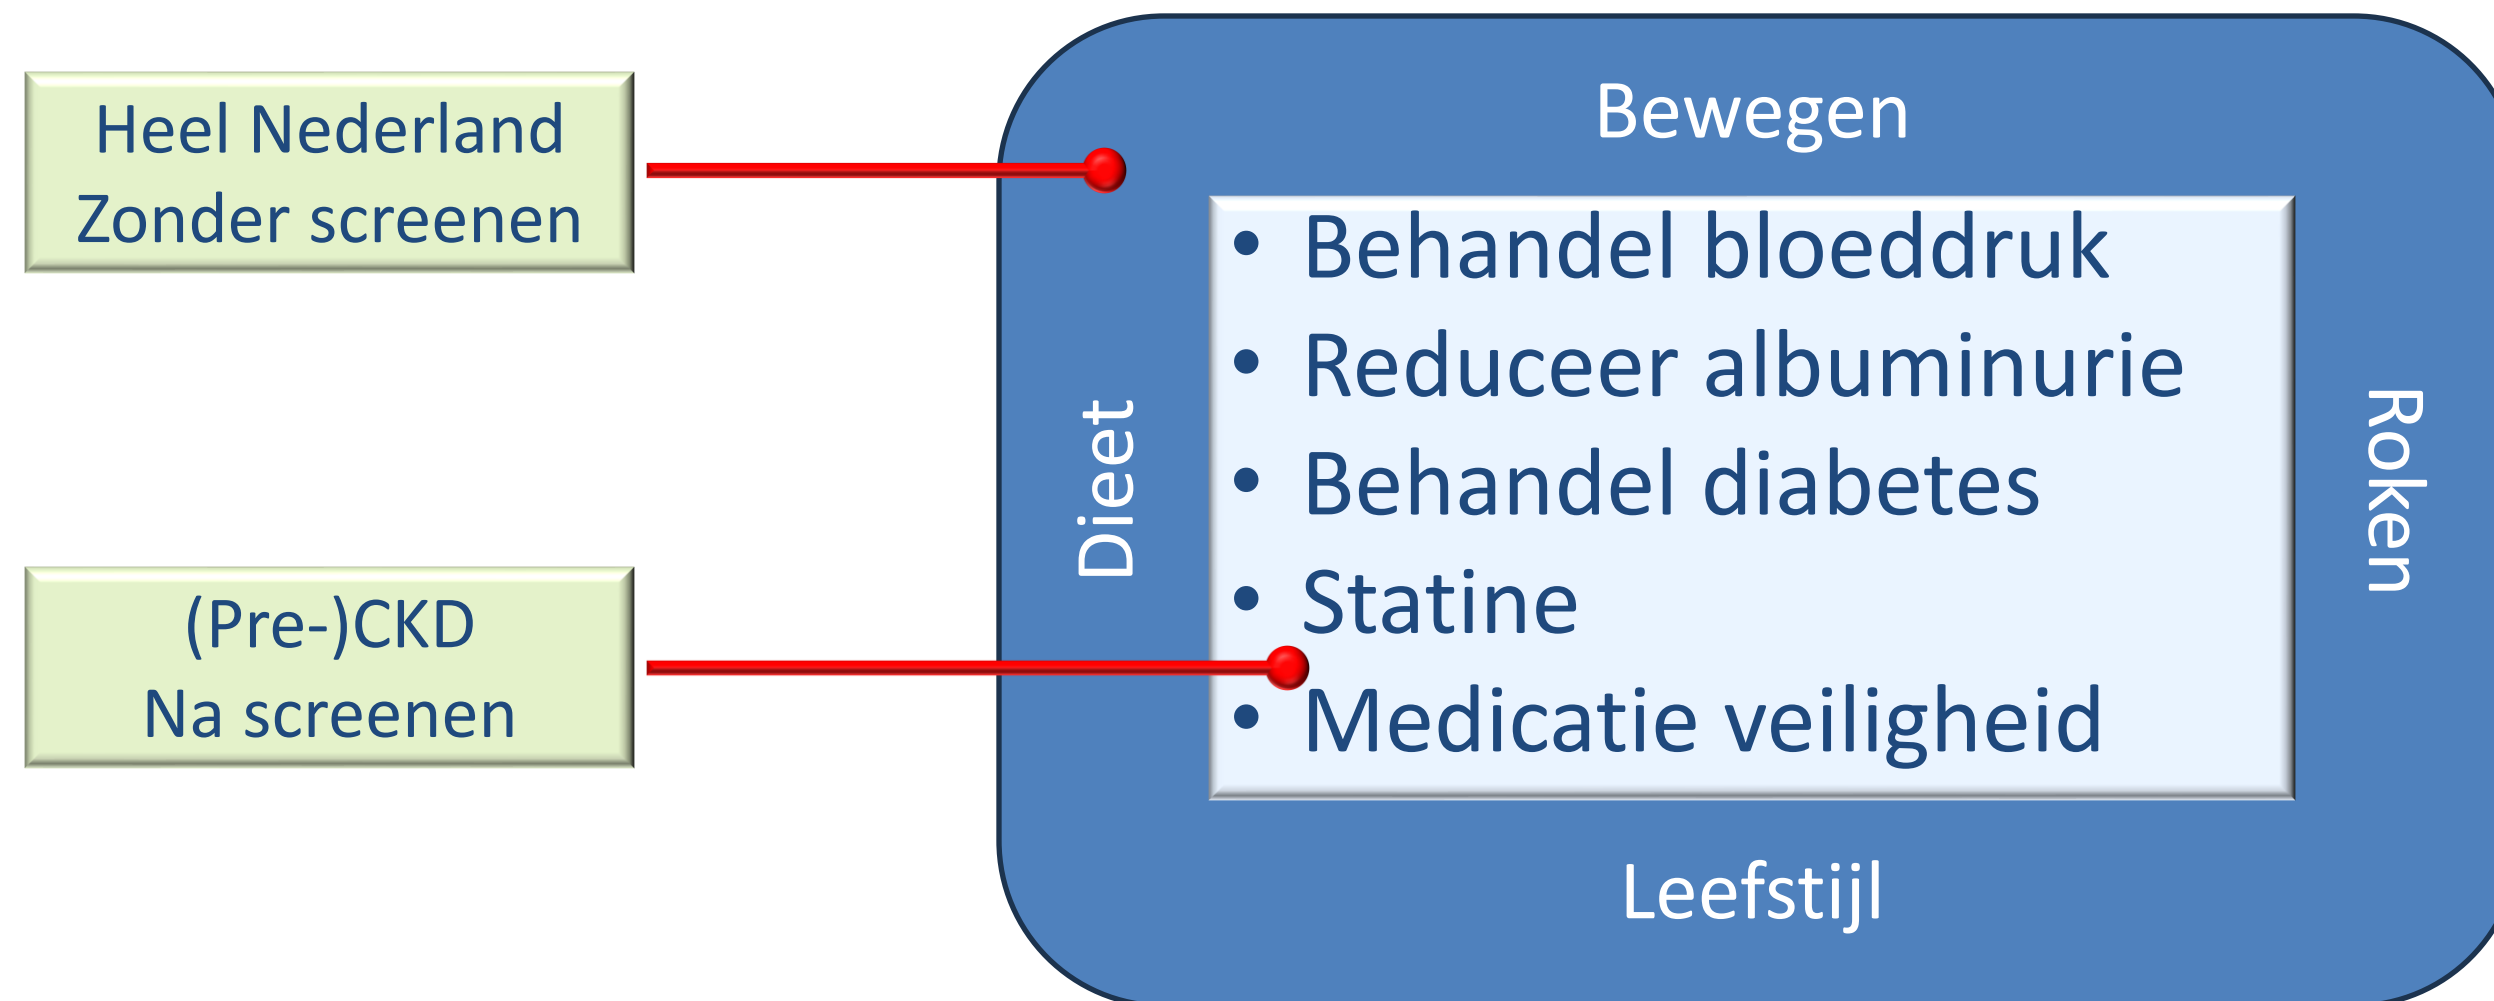 Heel Nederland
Zonder screenen
(Pre-)CKD
Na screenen
Bewegen
Dieet
• Behandel bloeddruk
• Reduceer albuminurie
• Behandel diabetes
• Statine
• Medicatie veiligheid
Roken
Leefstijl